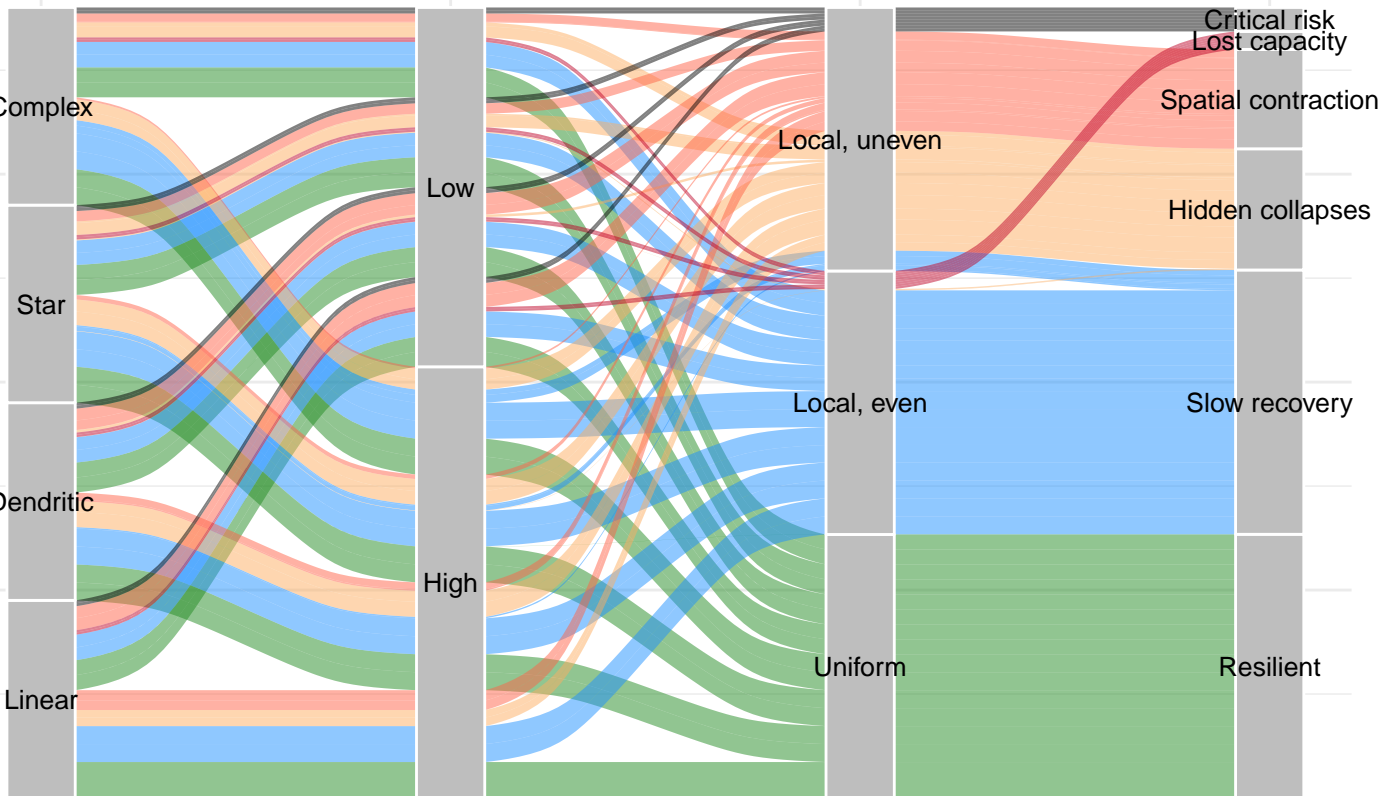 Complex
Star
Dendritic
Linear
Low
High
Local, uneven
Local, even
Uniform
Critical risk
Lost capacity
Spatial contraction
Hidden collapses
Slow recovery
Resilient